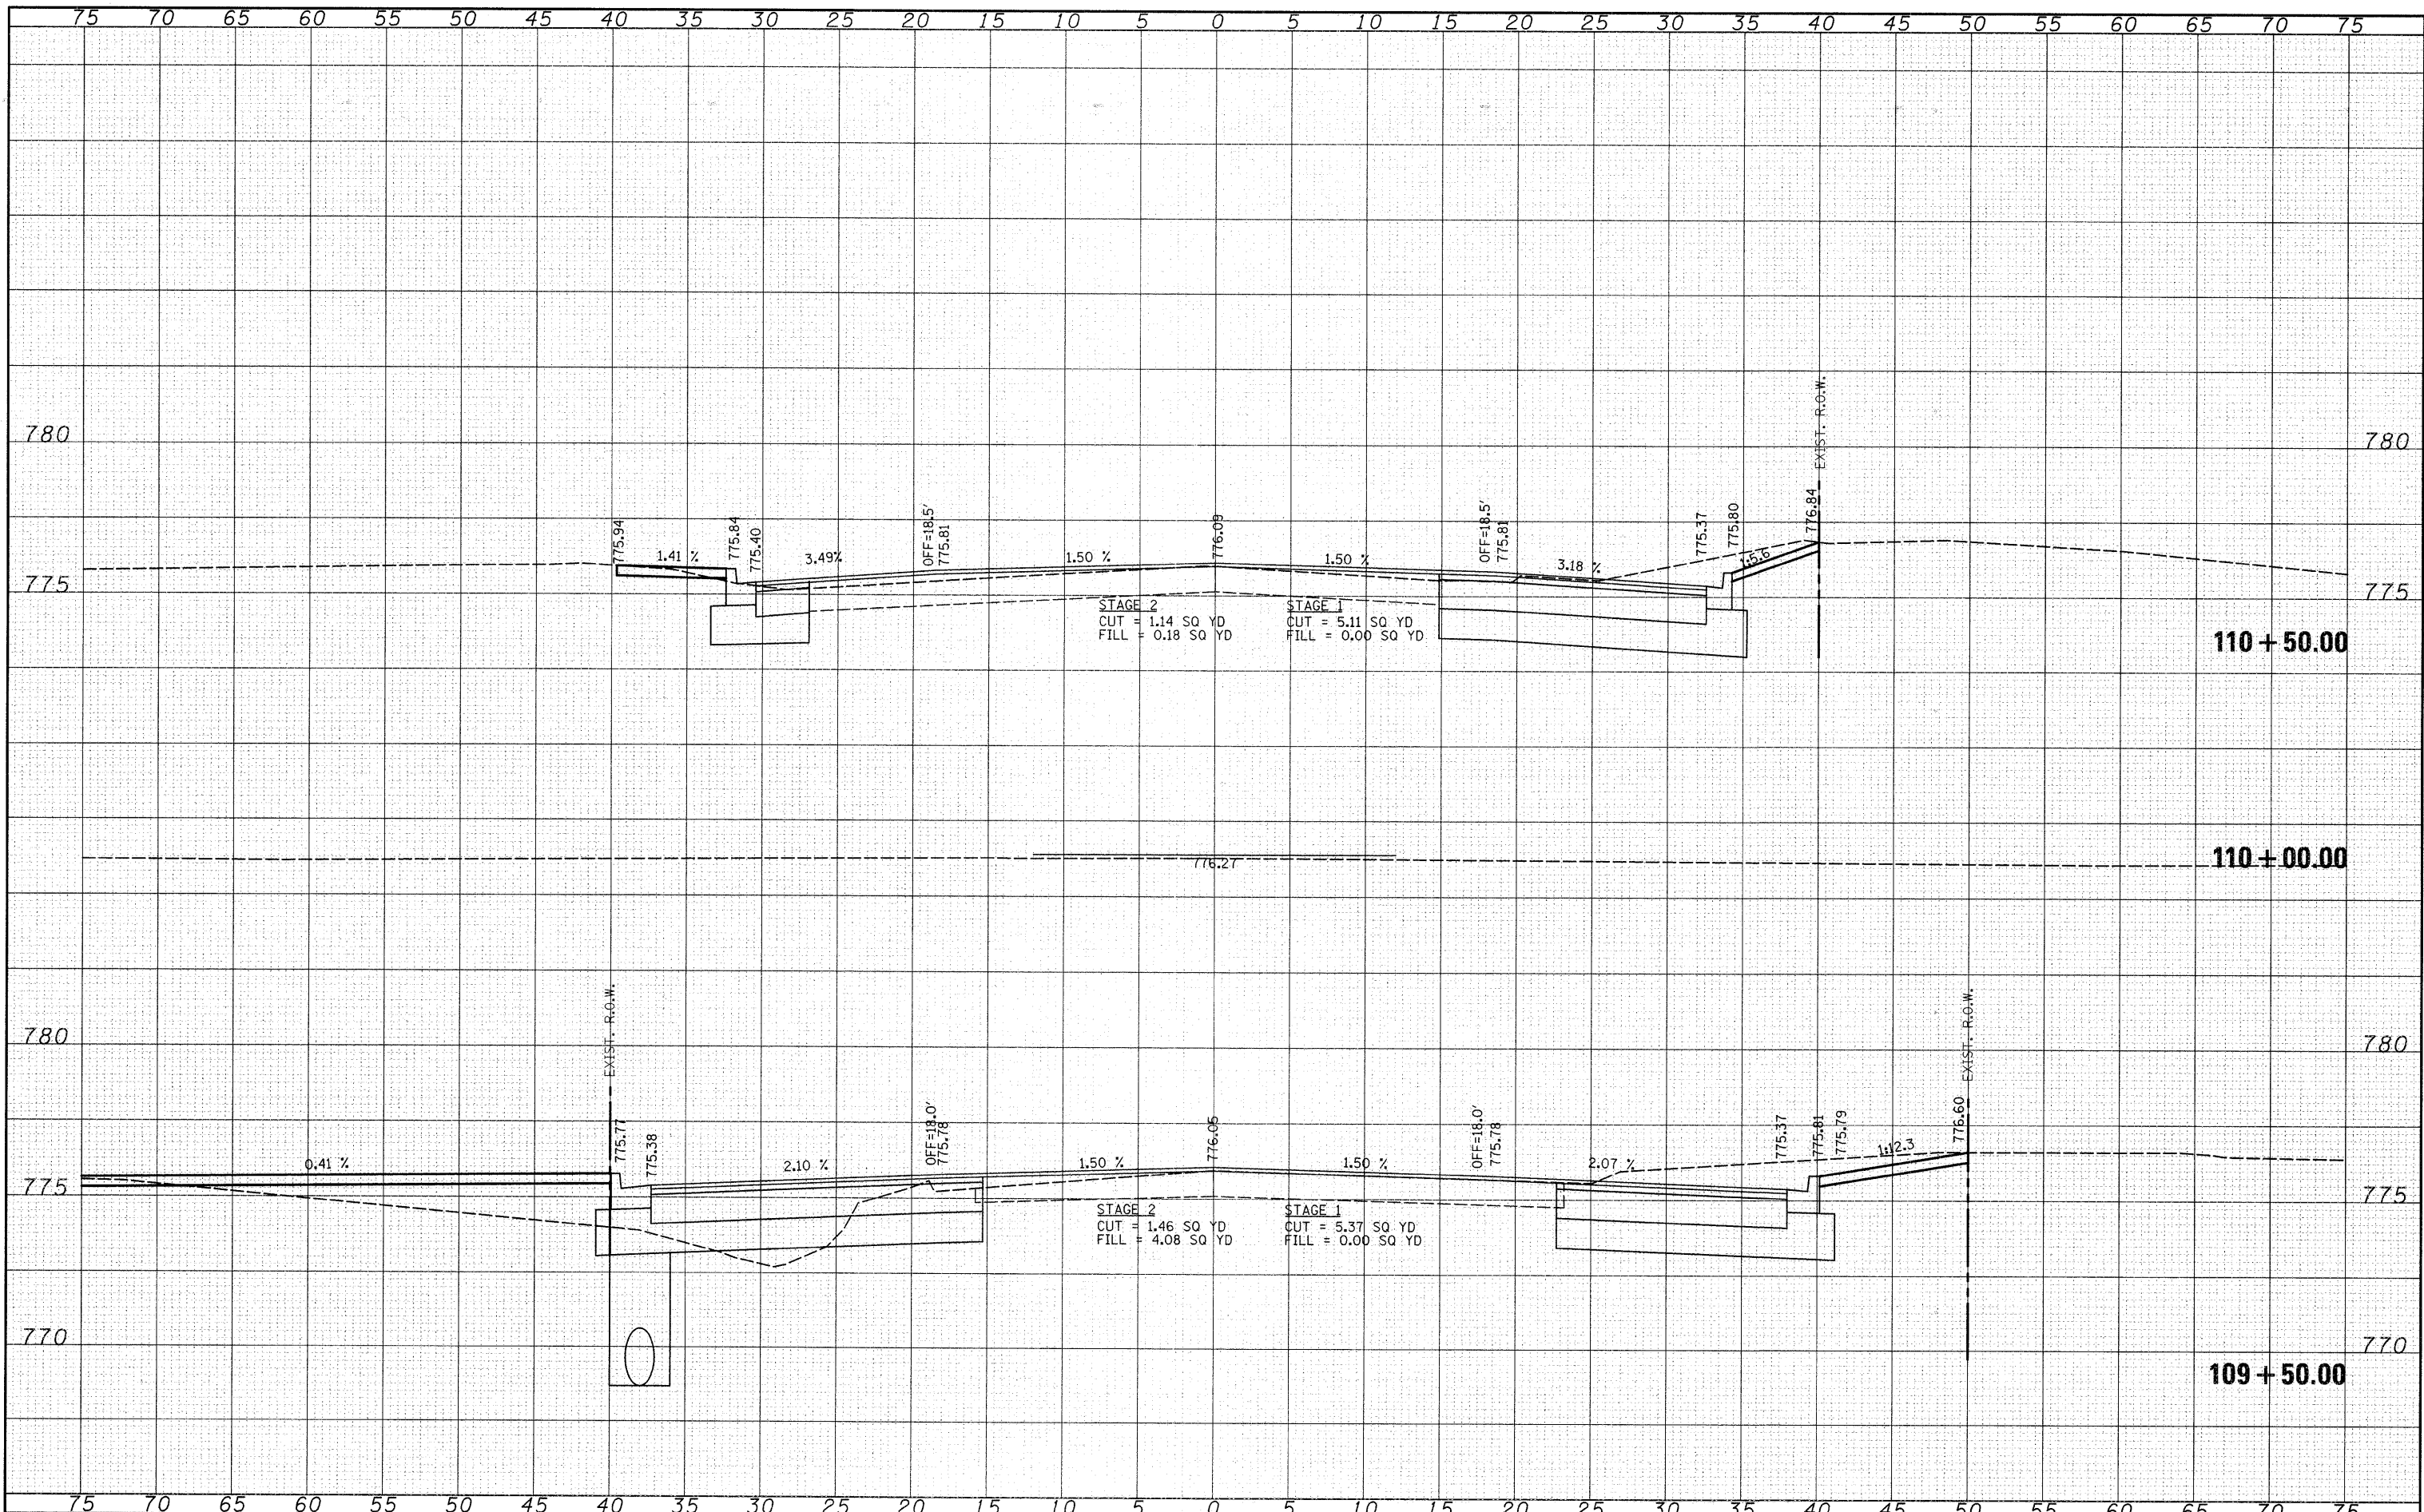 75 70 65 60 55 50 45 40 35 30 25 20 15 10 5 0 5 10 15 20 25 30 35 40 45 50 55 60 65 70 75
EXIST. R.O.W.
780 780
775.94
1.41 %
775.84
775.40
3.49%
OFF=18.5'
775.81
1.50 %
776.09
1.50 %
OFF=18.5'
775.81
3.18 %
775.37
775.80
1:5.6
776.84
775 775
STAGE 2
CUT = 1.14 SQ YD
FILL = 0.18 SQ YD
STAGE 1
CUT = 5.11 SQ YD
FILL = 0.00 SQ YD
110 + 50.00
776.27
110 + 00.00
EXIST. R.O.W.
EXIST. R.O.W.
780 780
0.41 %
775.77
775.38
2.10 %
OFF=18.0'
775.78
1.50 %
776.05
1.50 %
OFF=18.0'
775.78
2.07 %
775.37
775.81
775.79
1:12.3
776.60
775 775
STAGE 2
CUT = 1.46 SQ YD
FILL = 4.08 SQ YD
STAGE 1
CUT = 5.37 SQ YD
FILL = 0.00 SQ YD
770 770
109 + 50.00
75 70 65 60 55 50 45 40 35 30 25 20 15 10 5 0 5 10 15 20 25 30 35 40 45 50 55 60 65 70 75